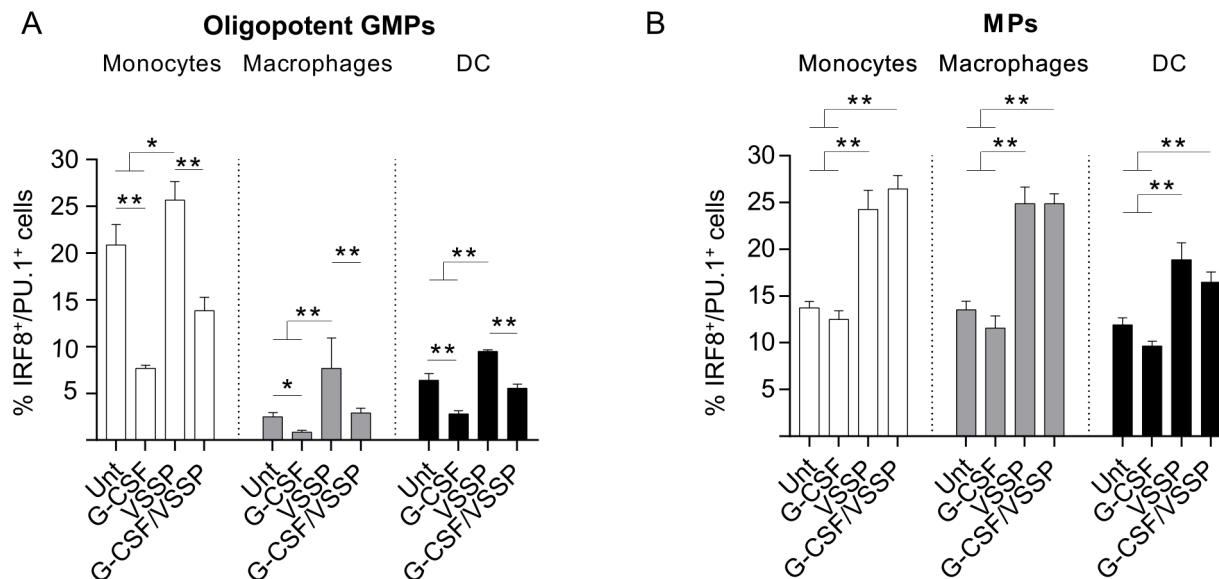 A
Oligopotent GMPs
Monocytes Macrophages DC
% IRF8⁺/PU.1⁺ cells
30
25
20
15
10
5
* ** **
** ** *
** ** ** **
Unt G-CSF VSSP G-CSF/VSSP
Unt G-CSF VSSP G-CSF/VSSP
Unt G-CSF VSSP G-CSF/VSSP
B
MPs
Monocytes Macrophages DC
% IRF8⁺/PU.1⁺ cells
30
25
20
15
10
5
** **
** **
** **
Unt G-CSF VSSP G-CSF/VSSP
Unt G-CSF VSSP G-CSF/VSSP
Unt G-CSF VSSP G-CSF/VSSP